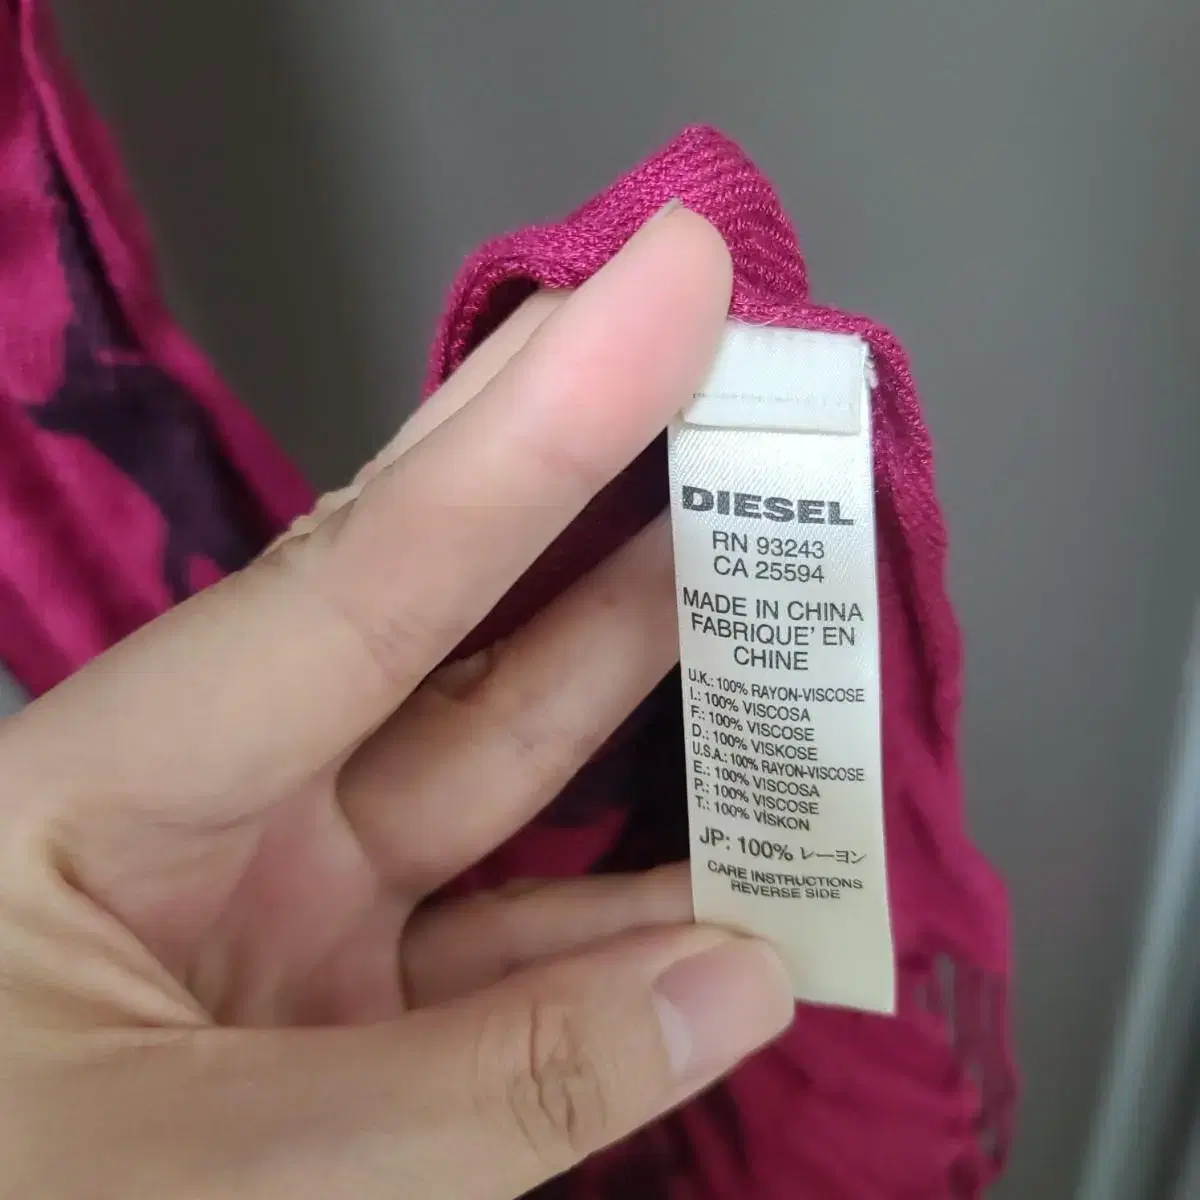 DIESEL
RN 93243
CA 25594
MADE IN CHINA
FABRIQUE' EN
CHINE
U.K.: 100% RAYON-VISCOSE
I.: 100% VISCOSA
F.: 100% VISCOSE
D.: 100% VISKOSE
U.S.A.: 100% RAYON-VISCOSE
E.: 100% VISCOSA
P.: 100% VISCOSE
T.: 100% VİSKON
JP: 100% レーヨン
CARE INSTRUCTIONS
REVERSE SIDE